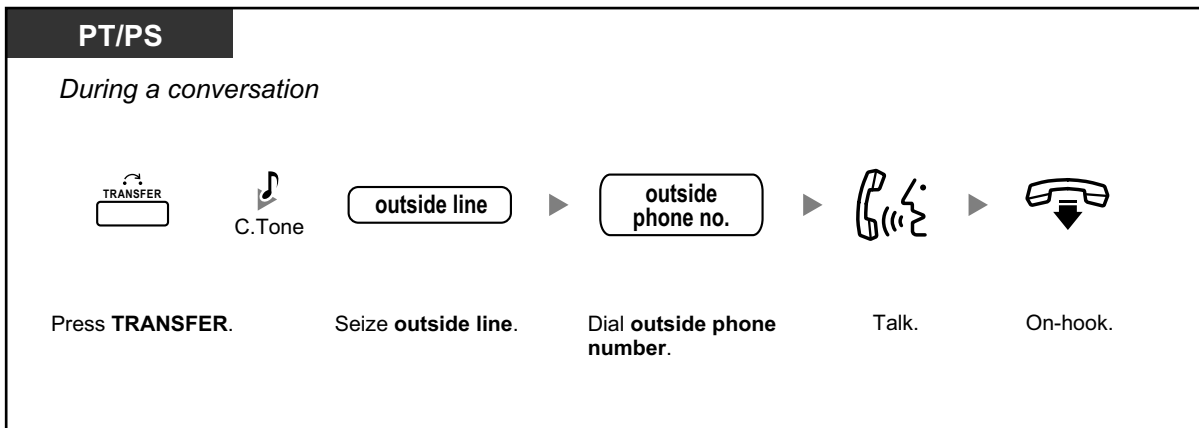 PT/PS
During a conversation
TRANSFER
C.Tone
outside line
outside
phone no.
Press TRANSFER.
Seize outside line.
Dial outside phone
number.
Talk.
On-hook.